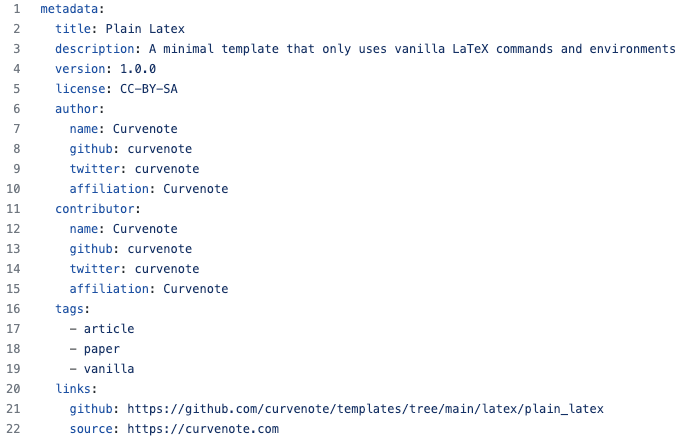 1 metadata:
2   title: Plain Latex
3   description: A minimal template that only uses vanilla LaTeX commands and environments
4   version: 1.0.0
5   license: CC-BY-SA
6   author:
7     name: Curvenote
8     github: curvenote
9     twitter: curvenote
10     affiliation: Curvenote
11   contributor:
12     name: Curvenote
13     github: curvenote
14     twitter: curvenote
15     affiliation: Curvenote
16   tags:
17     - article
18     - paper
19     - vanilla
20   links:
21     github: https://github.com/curvenote/templates/tree/main/latex/plain_latex
22     source: https://curvenote.com